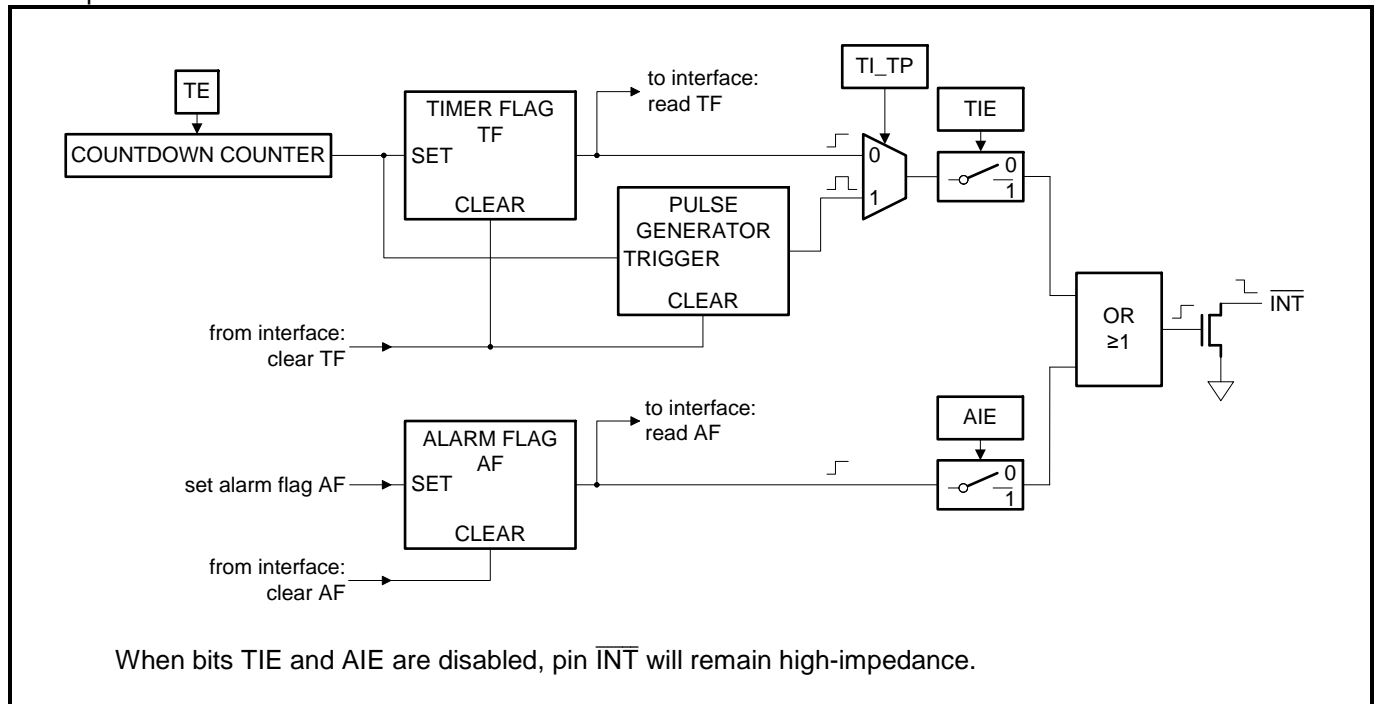 TE
COUNTDOWN COUNTER
TIMER FLAG
TF
SET
CLEAR
to interface:
read TF
TI_TP
0
1
TIE
0
1
PULSE
GENERATOR
TRIGGER
CLEAR
from interface:
clear TF
OR
≥1
I̅N̅T̅
ALARM FLAG
AF
set alarm flag AF
SET
CLEAR
to interface:
read AF
AIE
0
1
from interface:
clear AF
When bits TIE and AIE are disabled, pin I̅N̅T̅ will remain high-impedance.